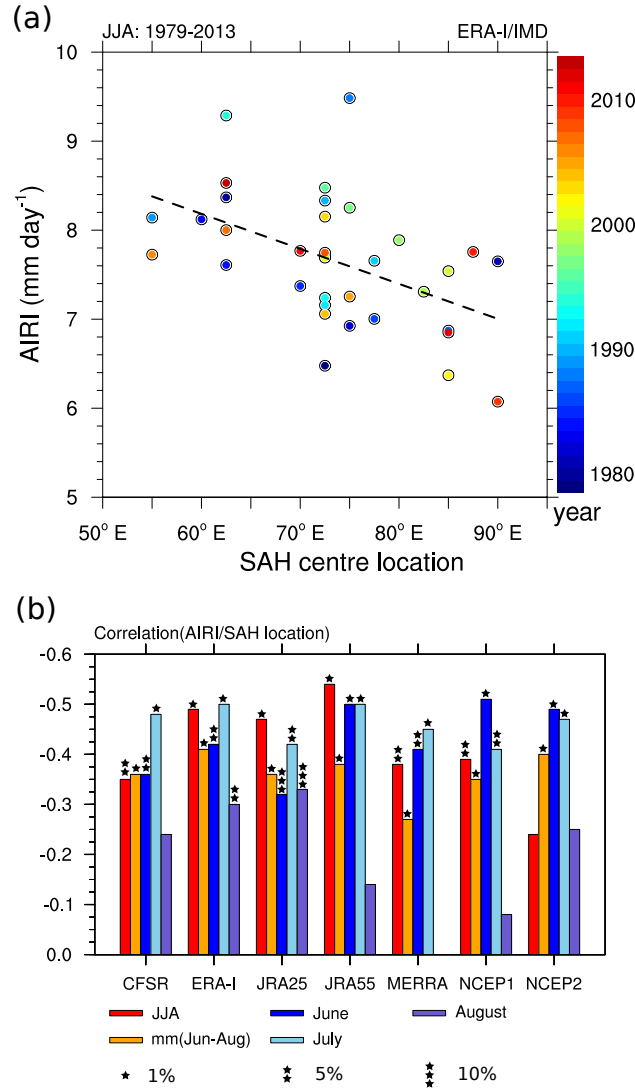 (a)
JJA: 1979-2013 ERA-I/IMD
10
9
8
7
6
5
AIRI (mm day⁻¹)
50° E 60° E 70° E 80° E 90° E
SAH centre location
2010
2000
1990
1980
year
(b)
Correlation(AIRI/SAH location)
-0.6
-0.5
-0.4
-0.3
-0.2
-0.1
0.0
CFSR ERA-I JRA25 JRA55 MERRA NCEP1 NCEP2
JJA June August
mm(Jun-Aug) July
1% 5% 10%